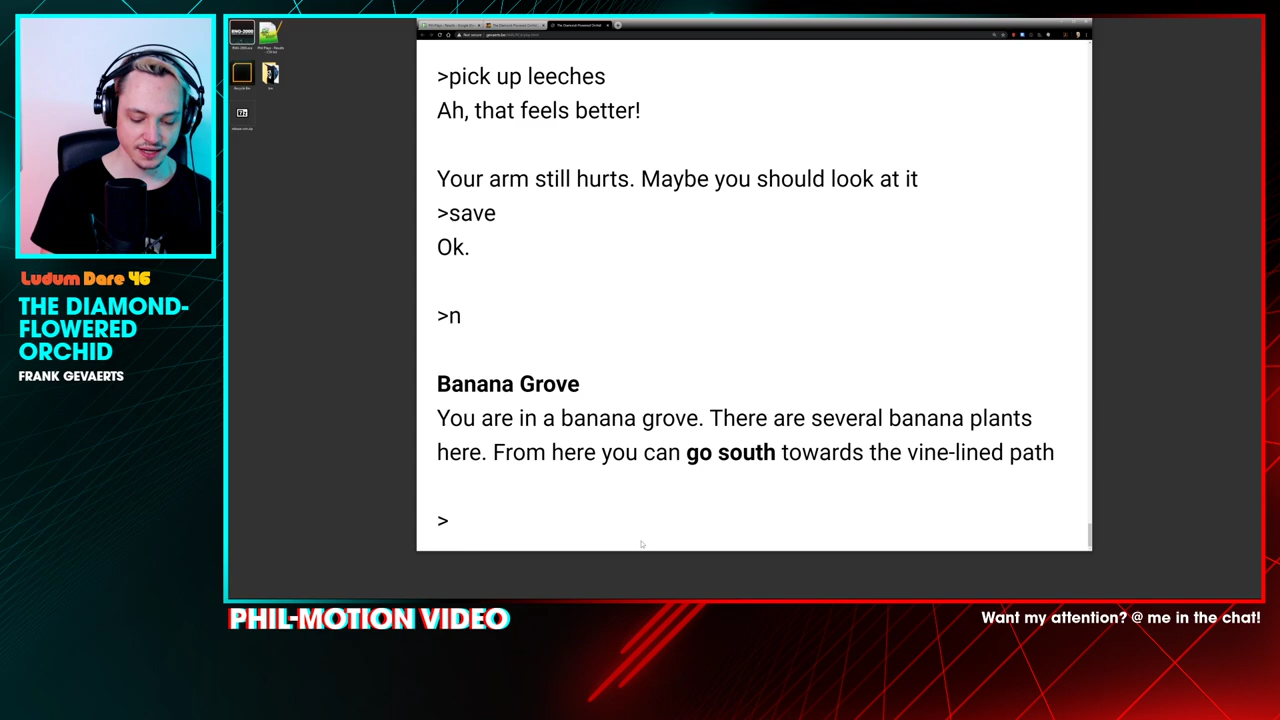 >pick up leeches
Ah, that feels better!
Your arm still hurts. Maybe you should look at it
>save
Ok.
>n
Banana Grove
You are in a banana grove. There are several banana plants
here. From here you can go south towards the vine-lined path
>
LUDUM DARE 46
THE DIAMOND-
FLOWERED
ORCHID
FRANK GEVAERTS
PHIL-MOTION VIDEO
Want my attention? @ me in the chat!